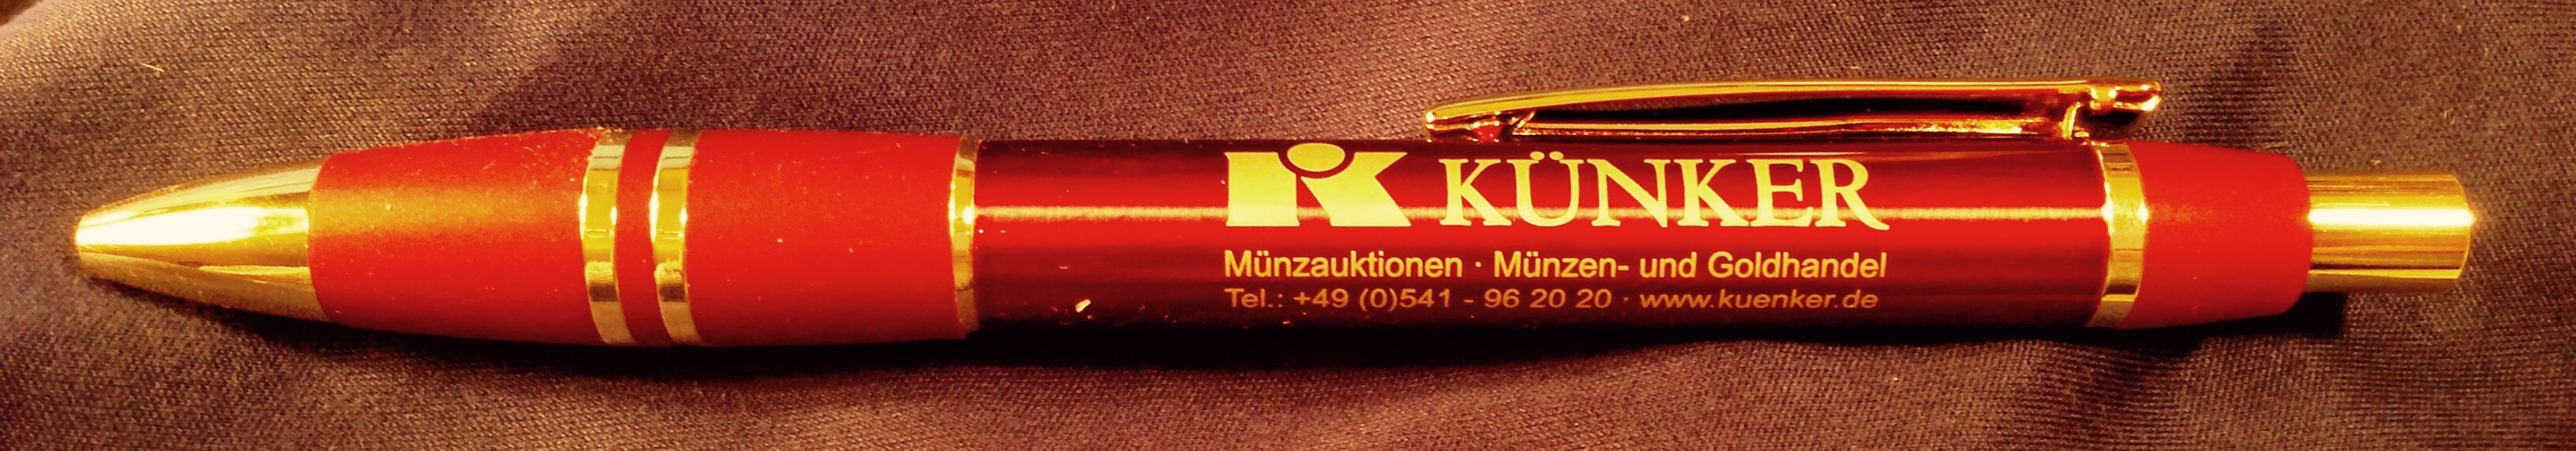 KÜNKER
Münzauktionen · Münzen- und Goldhandel
Tel.: +49 (0)541 - 96 20 20 · www.kuenker.de